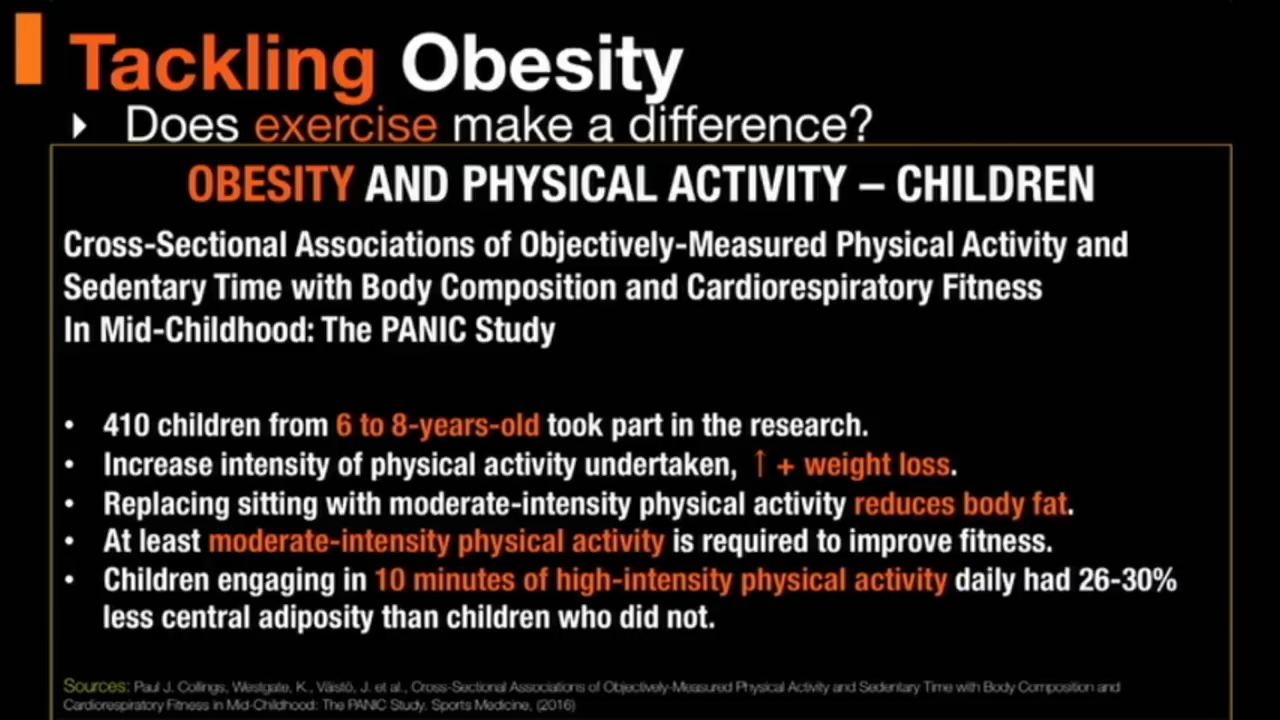 Tackling Obesity
Does exercise make a difference?
OBESITY AND PHYSICAL ACTIVITY – CHILDREN
Cross-Sectional Associations of Objectively-Measured Physical Activity and
Sedentary Time with Body Composition and Cardiorespiratory Fitness
In Mid-Childhood: The PANIC Study
• 410 children from 6 to 8-years-old took part in the research.
• Increase intensity of physical activity undertaken, ↑ + weight loss.
• Replacing sitting with moderate-intensity physical activity reduces body fat.
• At least moderate-intensity physical activity is required to improve fitness.
• Children engaging in 10 minutes of high-intensity physical activity daily had 26-30%
less central adiposity than children who did not.
Sources: Paul J. Collings, Westgate, K., Väistö, J. et al., Cross-Sectional Associations of Objectively-Measured Physical Activity and Sedentary Time with Body Composition and
Cardiorespiratory Fitness in Mid-Childhood: The PANIC Study. Sports Medicine, (2016)